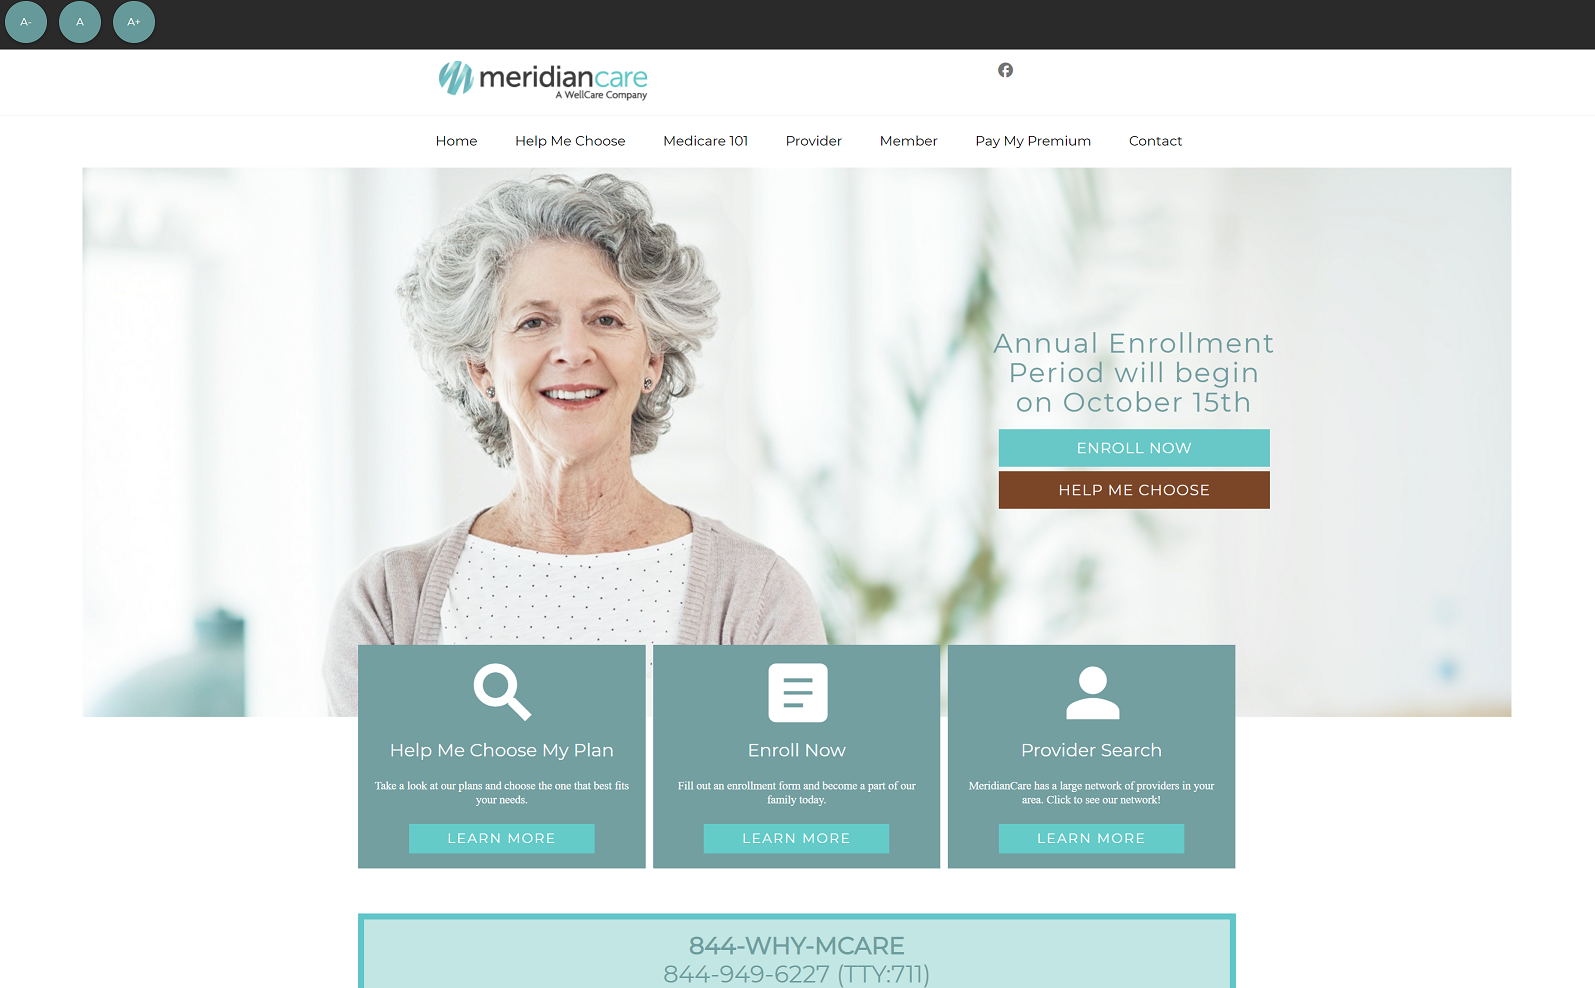 A-
A
A+
meridiancare
A WellCare Company
Home
Help Me Choose
Medicare 101
Provider
Member
Pay My Premium
Contact
Annual Enrollment
Period will begin
on October 15th
ENROLL NOW
HELP ME CHOOSE
Help Me Choose My Plan
Take a look at our plans and choose the one that best fits
your needs.
LEARN MORE
Enroll Now
Fill out an enrollment form and become a part of our
family today.
LEARN MORE
Provider Search
MeridianCare has a large network of providers in your
area. Click to see our network!
LEARN MORE
844-WHY-MCARE
844-949-6227 (TTY:711)